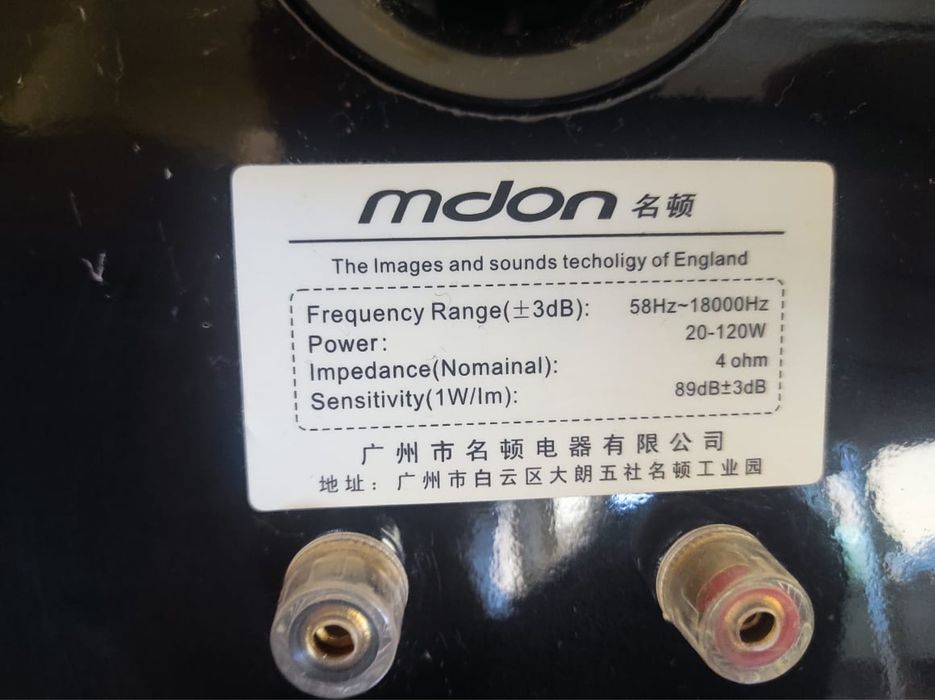 mdon 名顿
The Images and sounds techoligy of England
Frequency Range(±3dB): 58Hz~18000Hz
Power: 20-120W
Impedance(Nomainal): 4 ohm
Sensitivity(1W/Im): 89dB±3dB
广州市名顿电器有限公司
地址：广州市白云区大朗五社名顿工业园